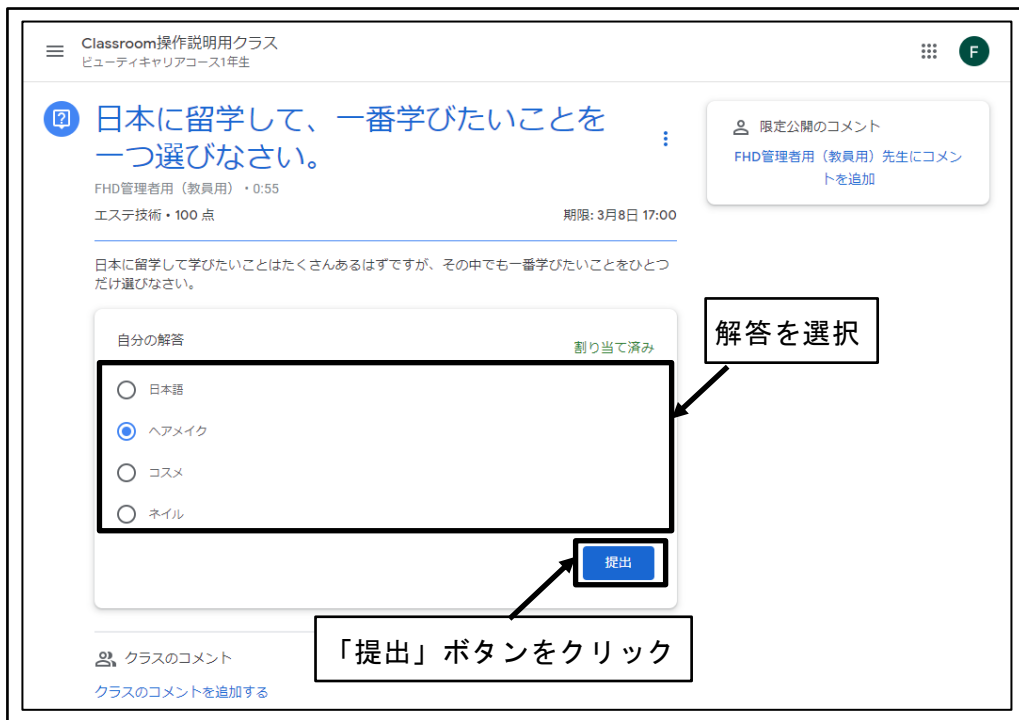 Classroom操作説明用クラス
ビューティキャリアコース1年生
F
日本に留学して、一番学びたいことを
一つ選びなさい。
FHD管理者用（教員用）・0:55
エステ技術・100 点
期限: 3月8日 17:00
限定公開のコメント
FHD管理者用（教員用）先生にコメン
トを追加
日本に留学して学びたいことはたくさんあるはずですが、その中でも一番学びたいことをひとつ
だけ選びなさい。
自分の解答
割り当て済み
解答を選択
日本語
ヘアメイク
コスメ
ネイル
提出
「提出」ボタンをクリック
クラスのコメント
クラスのコメントを追加する